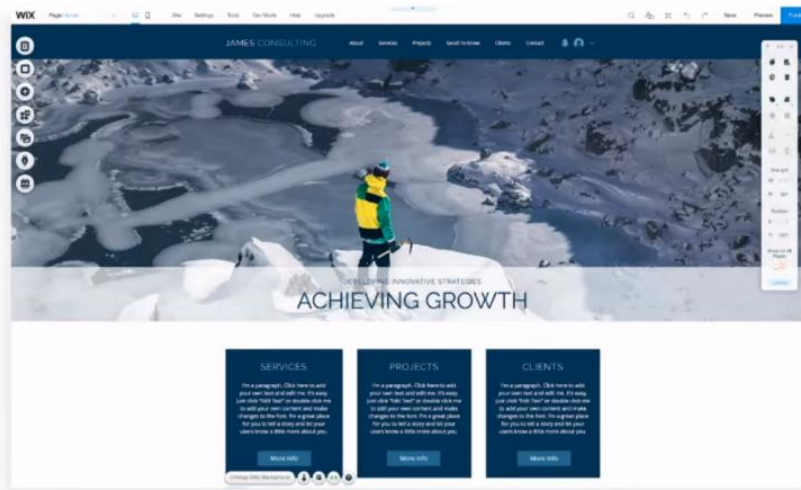 WIX Page: Home Site Settings Tools Dev Mode Help Upgrade Save Preview
JAMES CONSULTING About Services Projects Good To Know Clients Contact
DEVELOPING INNOVATIVE STRATEGIES
ACHIEVING GROWTH
SERVICES
I'm a paragraph. Click here to add
your own text and edit me. It's easy.
Just click "Edit Text" or double click me
to add your own content and make
changes to the font. I'm a great place
for you to tell a story and let your
users know a little more about you.
More Info
PROJECTS
I'm a paragraph. Click here to add
your own text and edit me. It's easy.
Just click "Edit Text" or double click me
to add your own content and make
changes to the font. I'm a great place
for you to tell a story and let your
users know a little more about you.
More Info
CLIENTS
I'm a paragraph. Click here to add
your own text and edit me. It's easy.
Just click "Edit Text" or double click me
to add your own content and make
changes to the font. I'm a great place
for you to tell a story and let your
users know a little more about you.
More Info
Change Strip Background